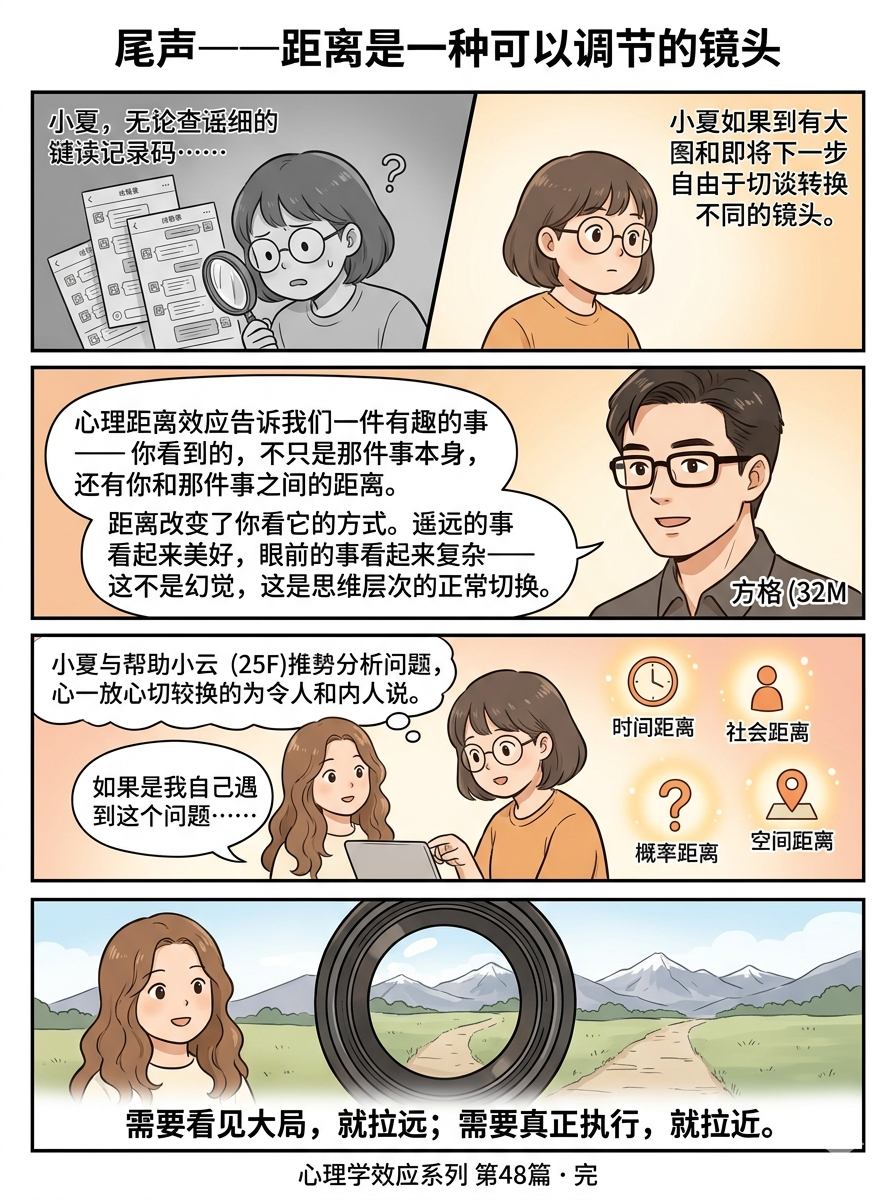 尾声——距离是一种可以调节的镜头
小夏，无论查谣细的
链读记录码……
小夏如果到有大
图和即将下一步
自由于切谈转换
不同的镜头。
心理距离效应告诉我们一件有趣的事
—— 你看到的，不只是那件事本身，
还有你和那件事之间的距离。
距离改变了你看它的方式。遥远的事
看起来美好，眼前的事看起来复杂——
这不是幻觉，这是思维层次的正常切换。
方格 (32M
小夏与帮助小云（25F)推势分析问题，
心一放心切较换的为令人和内人说。
如果是我自己遇
到这个问题……
时间距离
社会距离
概率距离
空间距离
需要看见大局，就拉远；需要真正执行，就拉近。
心理学效应系列 第48篇 · 完